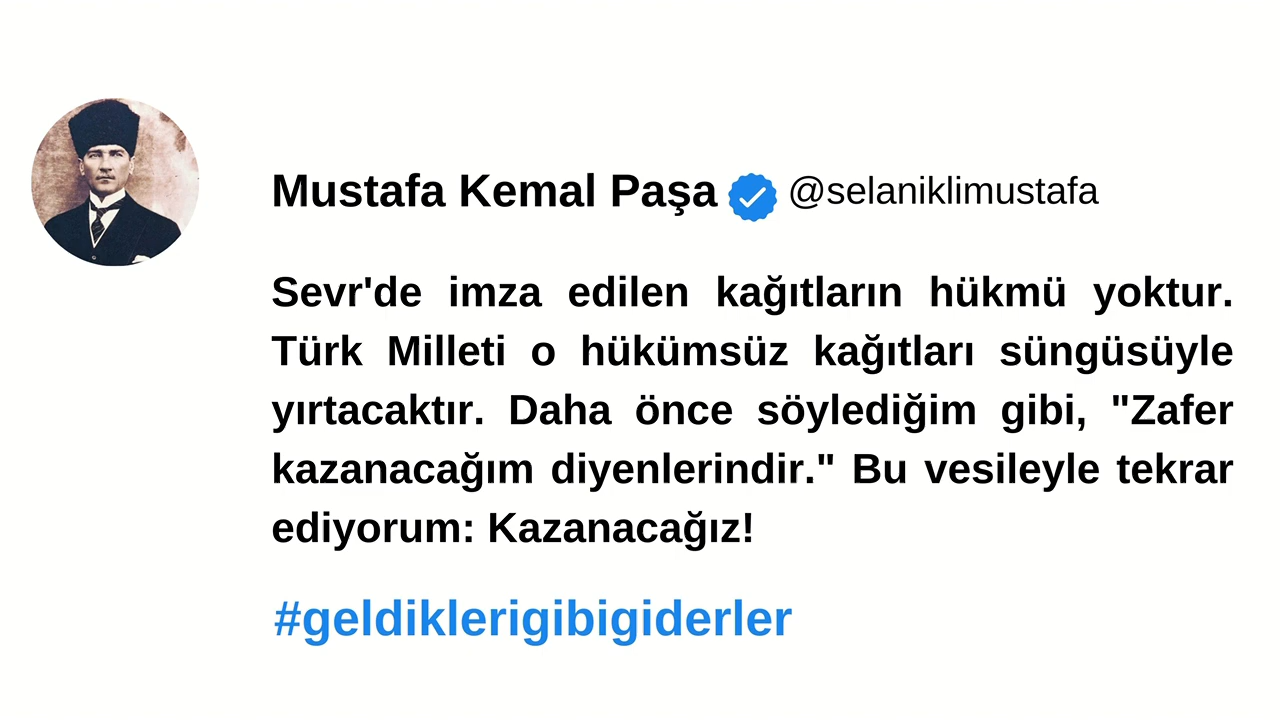 Mustafa Kemal Paşa @selaniklimustafa
Sevr'de imza edilen kağıtların hükmü yoktur.
Türk Milleti o hükümsüz kağıtları süngüsüyle
yırtacaktır. Daha önce söylediğim gibi, "Zafer
kazanacağım diyenlerindir." Bu vesileyle tekrar
ediyorum: Kazanacağız!
#geldiklerigibigiderler